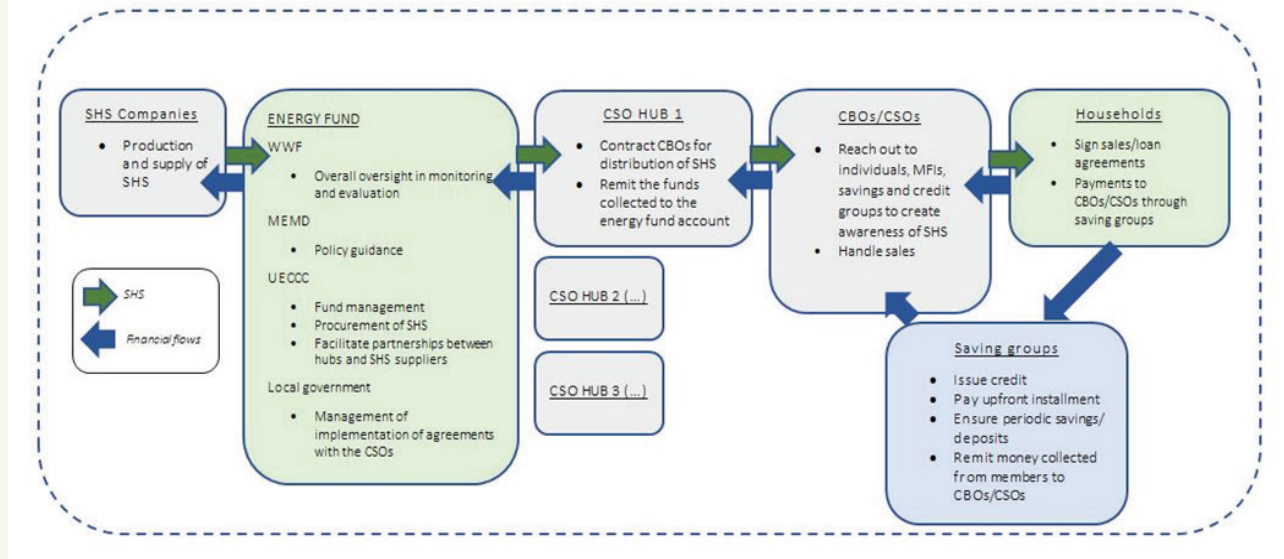 SHS Companies
• Production
and supply of
SHS
ENERGY FUND
WWF
• Overall oversight in monitoring
and evaluation
MEMD
• Policy guidance
UECCC
• Fund management
• Procurement of SHS
• Facilitate partnerships between
hubs and SHS suppliers
Local government
• Management of
implementation of agreements
with the CSOs
CSO HUB 1
• Contract CBOs for
distribution of SHS
• Remit the funds
collected to the
energy fund account
CSO HUB 2 (...)
CSO HUB 3 (...)
CBOs/CSOs
• Reach out to
individuals, MFIs,
savings and credit
groups to create
awareness of SHS
• Handle sales
Households
• Sign sales/loan
agreements
• Payments to
CBOs/CSOs through
saving groups
Saving groups
• Issue credit
• Pay upfront installment
• Ensure periodic savings/
deposits
• Remit money collected
from members to
CBOs/CSOs
SHS
Financial flows